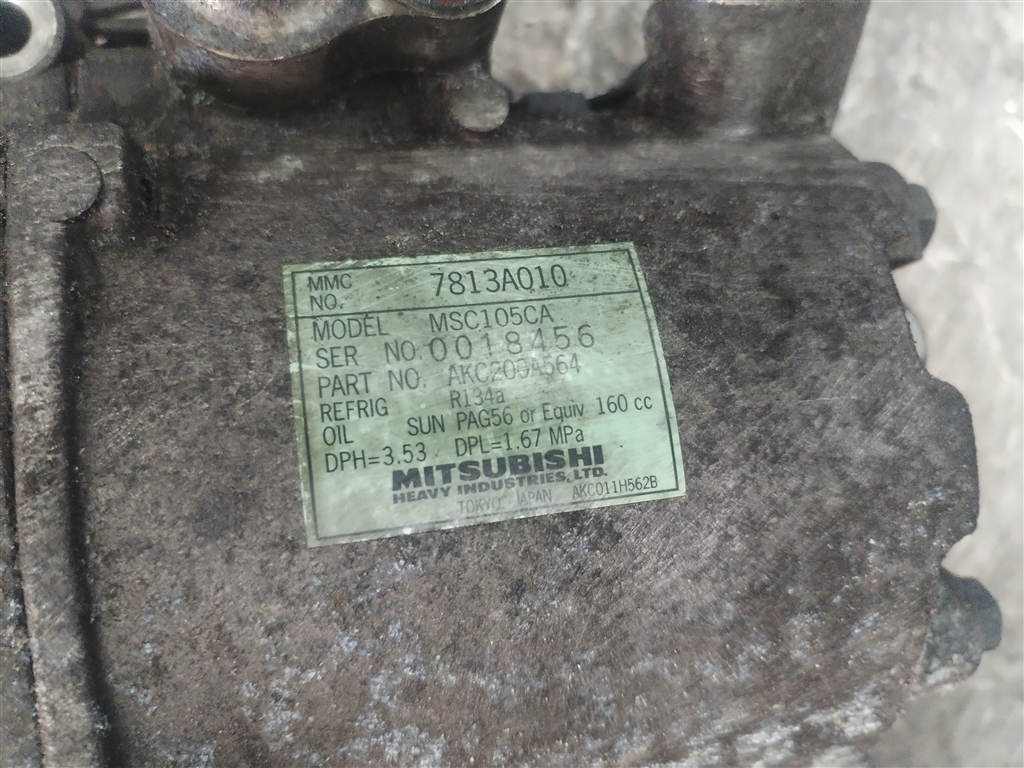 MMC NO. 7813A010
MODEL MSC105CA
SER NO. 0018456
PART NO. AKC200A564
REFRIG R134a
OIL SUN PAG56 or Equiv 160 cc
DPH=3.53 DPL=1.67 MPa
MITSUBISHI
HEAVY INDUSTRIES, LTD.
TOKYO JAPAN AKC011H562B